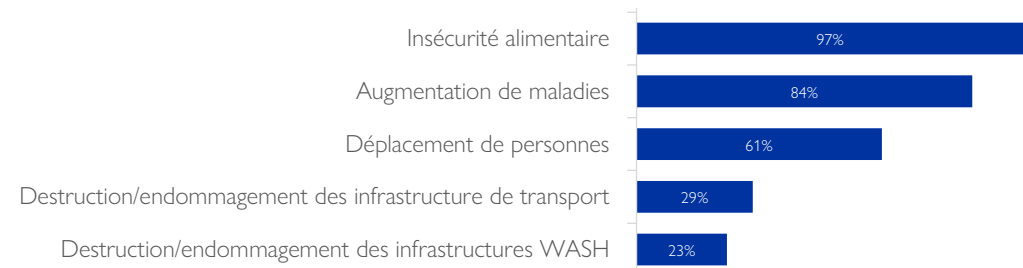 Insécurité alimentaire 97%
Augmentation de maladies 84%
Déplacement de personnes 61%
Destruction/endommagement des infrastructure de transport 29%
Destruction/endommagement des infrastructures WASH 23%